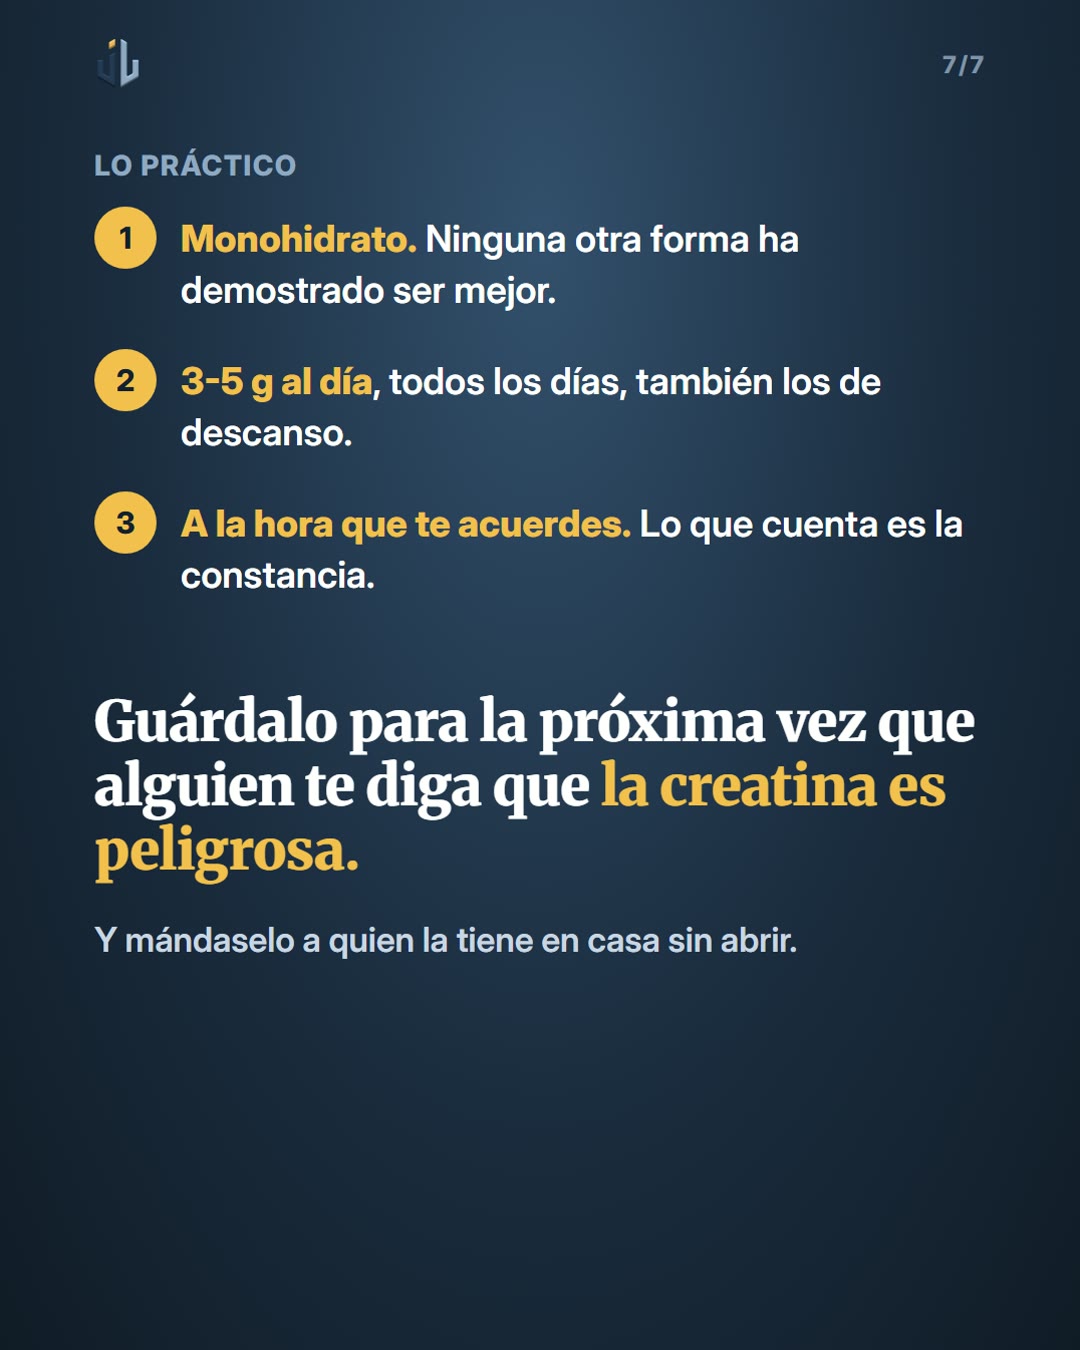 7/7
LO PRÁCTICO
1 Monohidrato. Ninguna otra forma ha
demostrado ser mejor.
2 3-5 g al día, todos los días, también los de
descanso.
3 A la hora que te acuerdes. Lo que cuenta es la
constancia.
Guárdalo para la próxima vez que
alguien te diga que la creatina es
peligrosa.
Y mándaselo a quien la tiene en casa sin abrir.